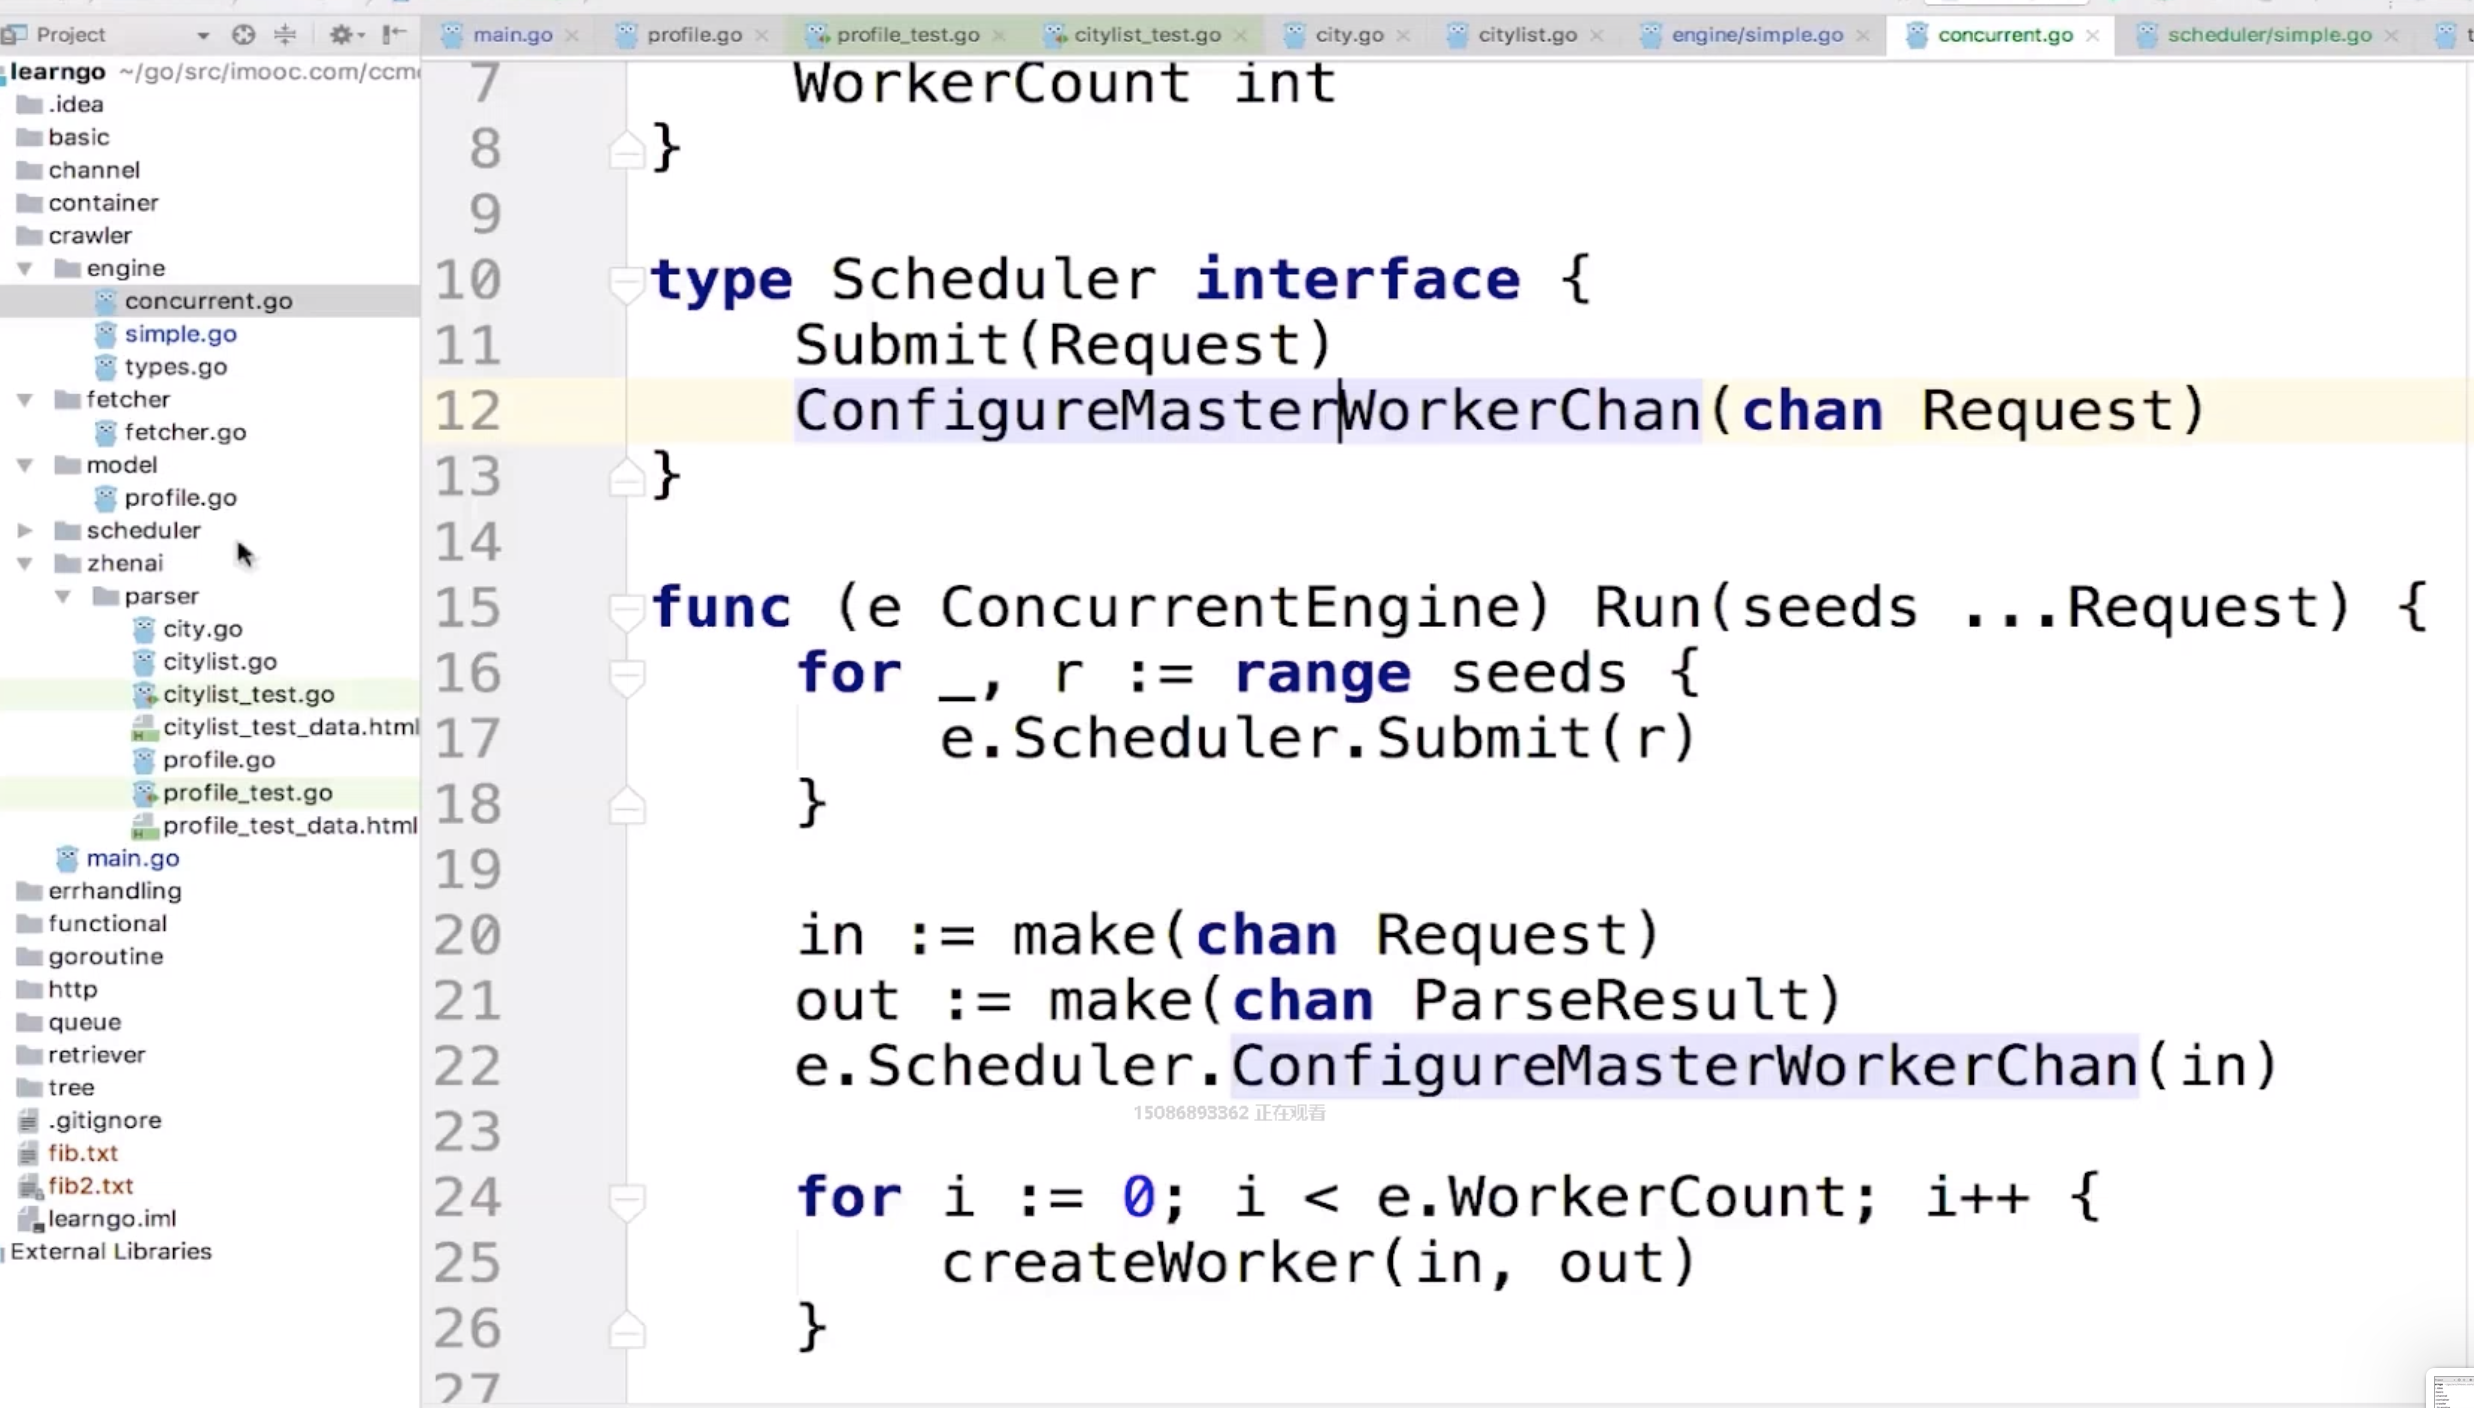 Project
main.go
profile.go
profile_test.go
citylist_test.go
city.go
citylist.go
engine/simple.go
concurrent.go
scheduler/simple.go
learngo ~/go/src/imooc.com/ccm
.idea
basic
channel
container
crawler
engine
concurrent.go
simple.go
types.go
fetcher
fetcher.go
model
profile.go
scheduler
zhenai
parser
city.go
citylist.go
citylist_test.go
citylist_test_data.html
profile.go
profile_test.go
profile_test_data.html
main.go
errhandling
functional
goroutine
http
queue
retriever
tree
.gitignore
fib.txt
fib2.txt
learngo.iml
External Libraries
7 WorkerCount int
8 }
9
10 type Scheduler interface {
11 Submit(Request)
12 ConfigureMasterWorkerChan(chan Request)
13 }
14
15 func (e ConcurrentEngine) Run(seeds ...Request) {
16 for _, r := range seeds {
17 e.Scheduler.Submit(r)
18 }
19
20 in := make(chan Request)
21 out := make(chan ParseResult)
22 e.Scheduler.ConfigureMasterWorkerChan(in)
15086893362 正在观看
23
24 for i := 0; i < e.WorkerCount; i++ {
25 createWorker(in, out)
26 }
27